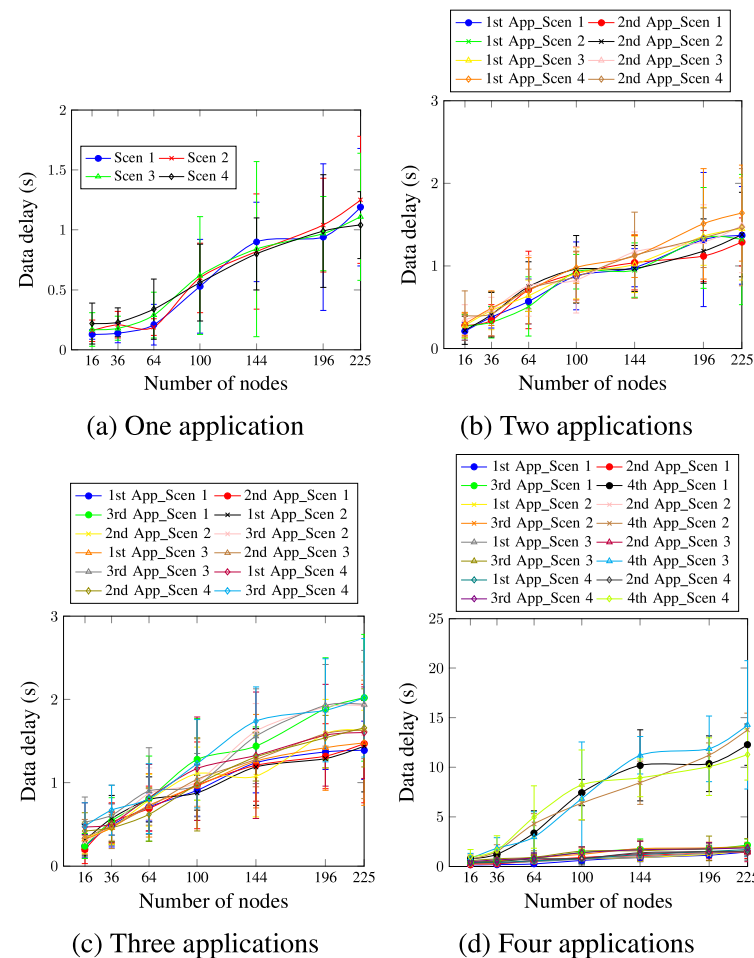 Scen 1 Scen 2
Scen 3 Scen 4
2
1.5
1
0.5
0
Data delay (s)
16 36 64 100 144 196 225
Number of nodes
(a) One application
1st App_Scen 1 2nd App_Scen 1
1st App_Scen 2 2nd App_Scen 2
1st App_Scen 3 2nd App_Scen 3
1st App_Scen 4 2nd App_Scen 4
3
2
1
0
Data delay (s)
16 36 64 100 144 196 225
Number of nodes
(b) Two applications
1st App_Scen 1 2nd App_Scen 1
3rd App_Scen 1 1st App_Scen 2
2nd App_Scen 2 3rd App_Scen 2
1st App_Scen 3 2nd App_Scen 3
3rd App_Scen 3 1st App_Scen 4
2nd App_Scen 4 3rd App_Scen 4
3
2
1
0
Data delay (s)
16 36 64 100 144 196 225
Number of nodes
(c) Three applications
1st App_Scen 1 2nd App_Scen 1
3rd App_Scen 1 4th App_Scen 1
1st App_Scen 2 2nd App_Scen 2
3rd App_Scen 2 4th App_Scen 2
1st App_Scen 3 2nd App_Scen 3
3rd App_Scen 3 4th App_Scen 3
1st App_Scen 4 2nd App_Scen 4
3rd App_Scen 4 4th App_Scen 4
25
20
15
10
5
0
Data delay (s)
16 36 64 100 144 196 225
Number of nodes
(d) Four applications